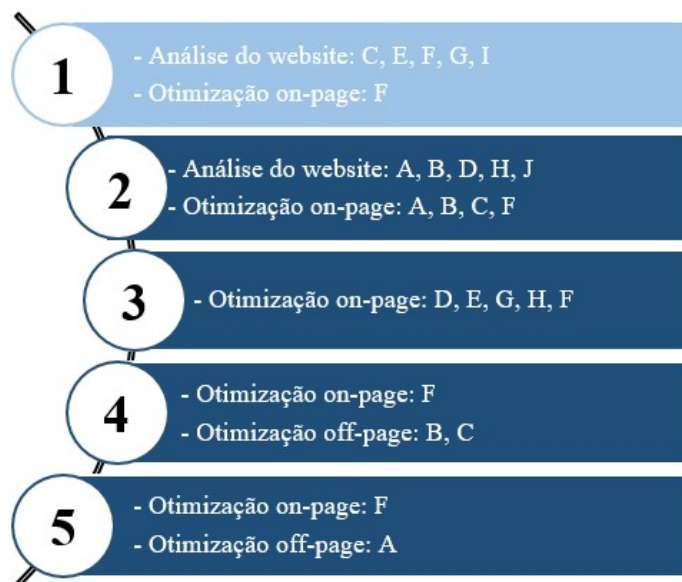 1
- Análise do website: C, E, F, G, I
- Otimização on-page: F
2
- Análise do website: A, B, D, H, J
- Otimização on-page: A, B, C, F
3
- Otimização on-page: D, E, G, H, F
4
- Otimização on-page: F
- Otimização off-page: B, C
5
- Otimização on-page: F
- Otimização off-page: A